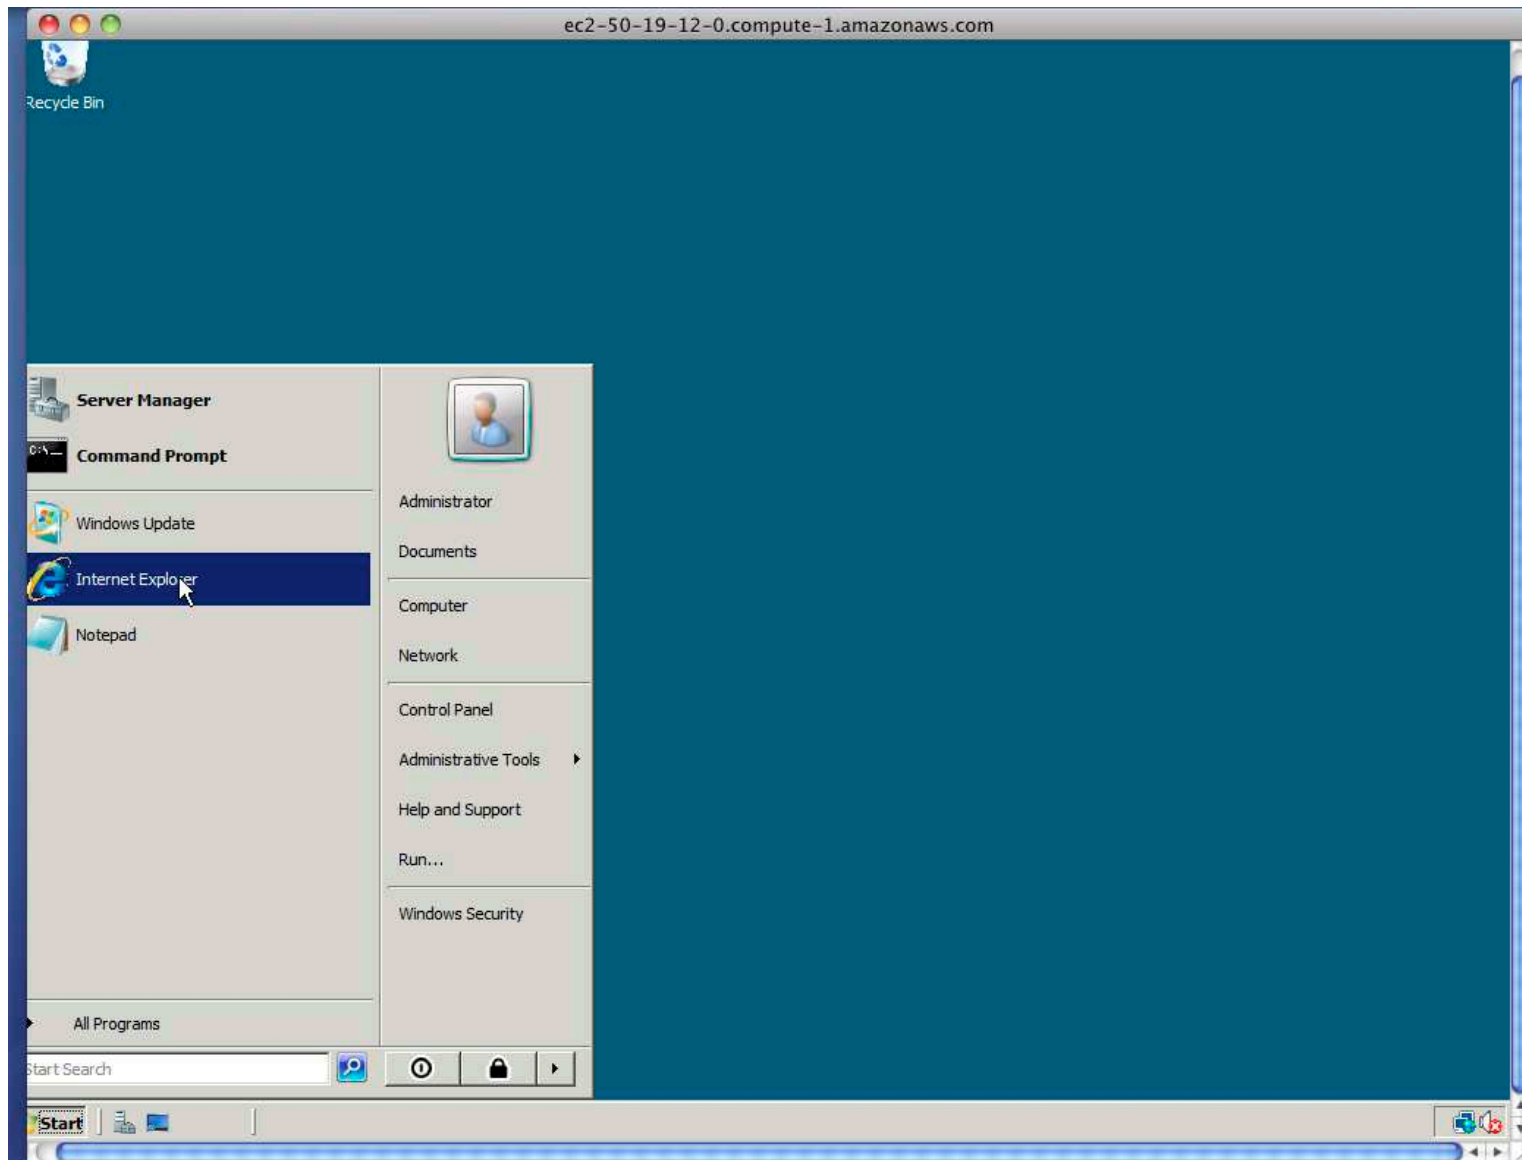 ec2-50-19-12-0.compute-1.amazonaws.com
Recycle Bin
Server Manager
Command Prompt
Windows Update
Internet Explorer
Notepad
All Programs
Start Search
Administrator
Documents
Computer
Network
Control Panel
Administrative Tools
Help and Support
Run...
Windows Security
Start